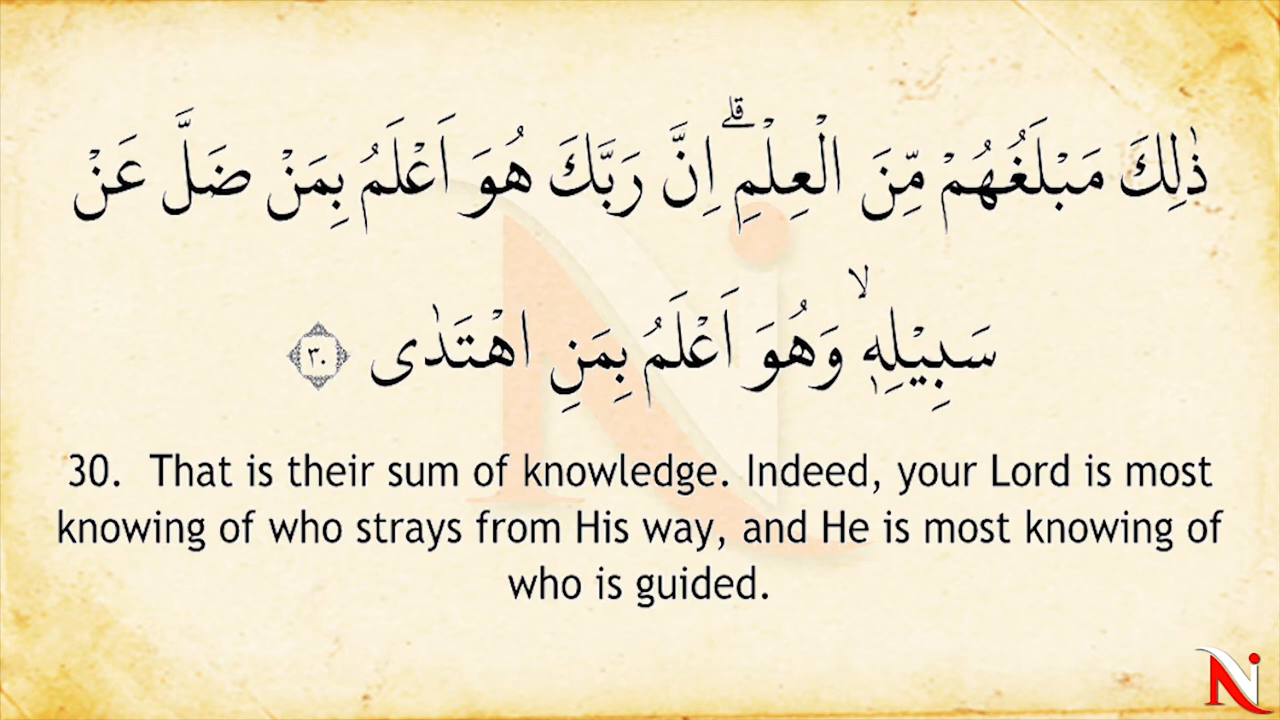 ذٰلِكَ مَبْلَغُهُمْ مِّنَ الْعِلْمِ ۗ اِنَّ رَبَّكَ هُوَ اَعْلَمُ بِمَنْ ضَلَّ عَنْ
سَبِيْلِهٖ ۙ وَهُوَ اَعْلَمُ بِمَنِ اهْتَدٰى ٣٠
30. That is their sum of knowledge. Indeed, your Lord is most
knowing of who strays from His way, and He is most knowing of
who is guided.